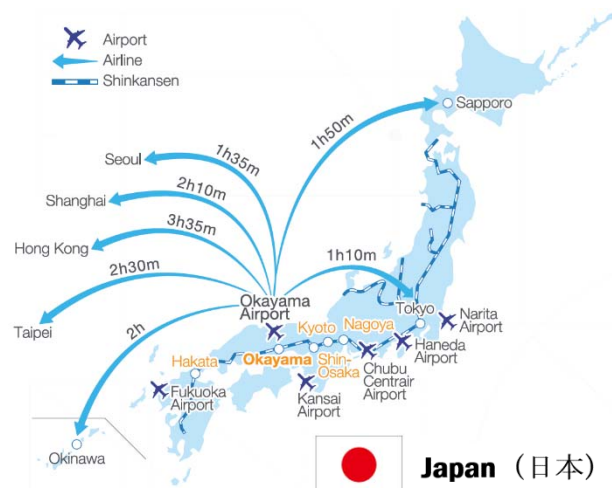 Airport
Airline
Shinkansen
Sapporo
1h50m
Seoul
1h35m
Shanghai
2h10m
Hong Kong
3h35m
2h30m
Taipei
2h
Okinawa
1h10m
Okayama
Airport
Tokyo
Narita
Airport
Haneda
Airport
Kyoto
Nagoya
Hakata
Okayama
Shin-
Osaka
Chubu
Centrair
Airport
Fukuoka
Airport
Kansai
Airport
Japan（日本）